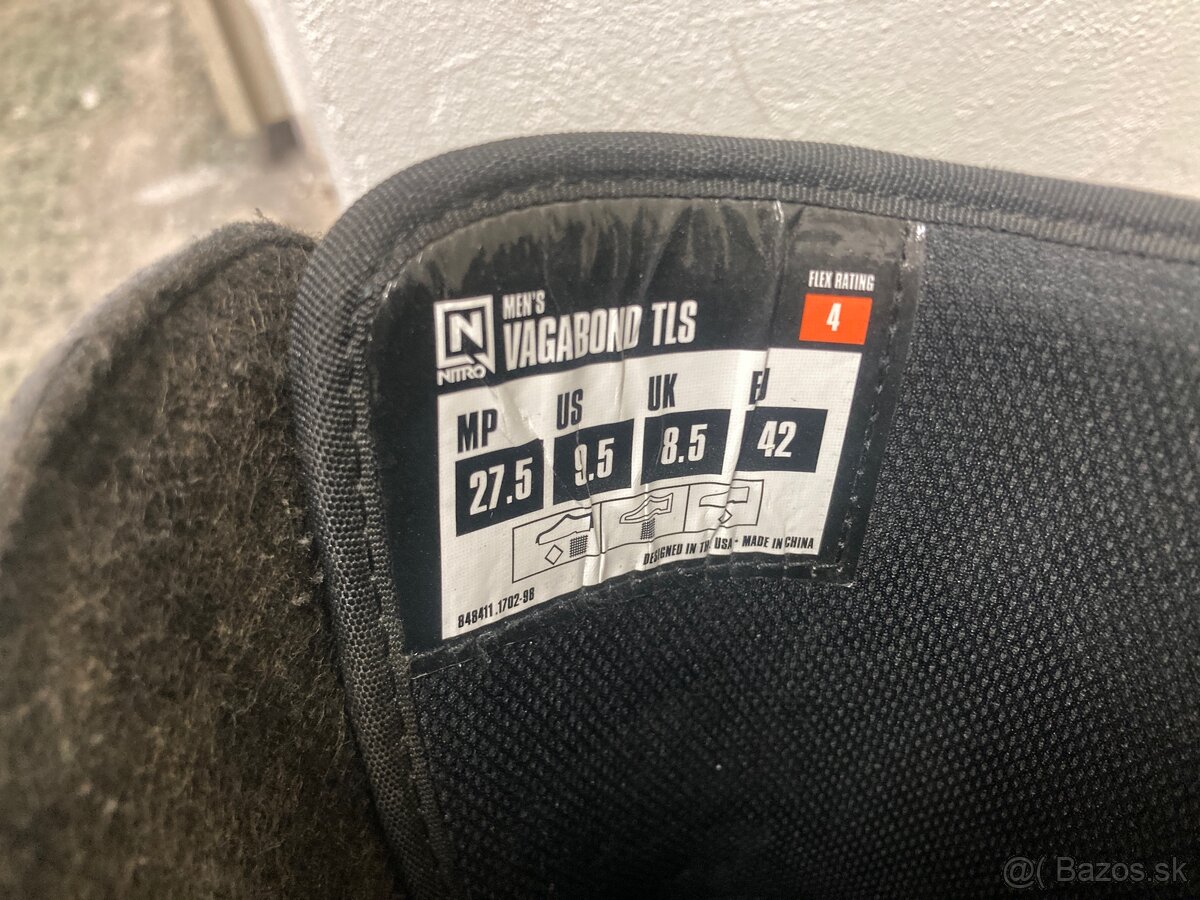 NITRO
MEN'S
VAGABOND TLS
FLEX RATING
4
MP US UK
27.5 9.5 8.5 42
DESIGNED IN THE USA • MADE IN CHINA
848411.1702-98
@( Bazos.sk